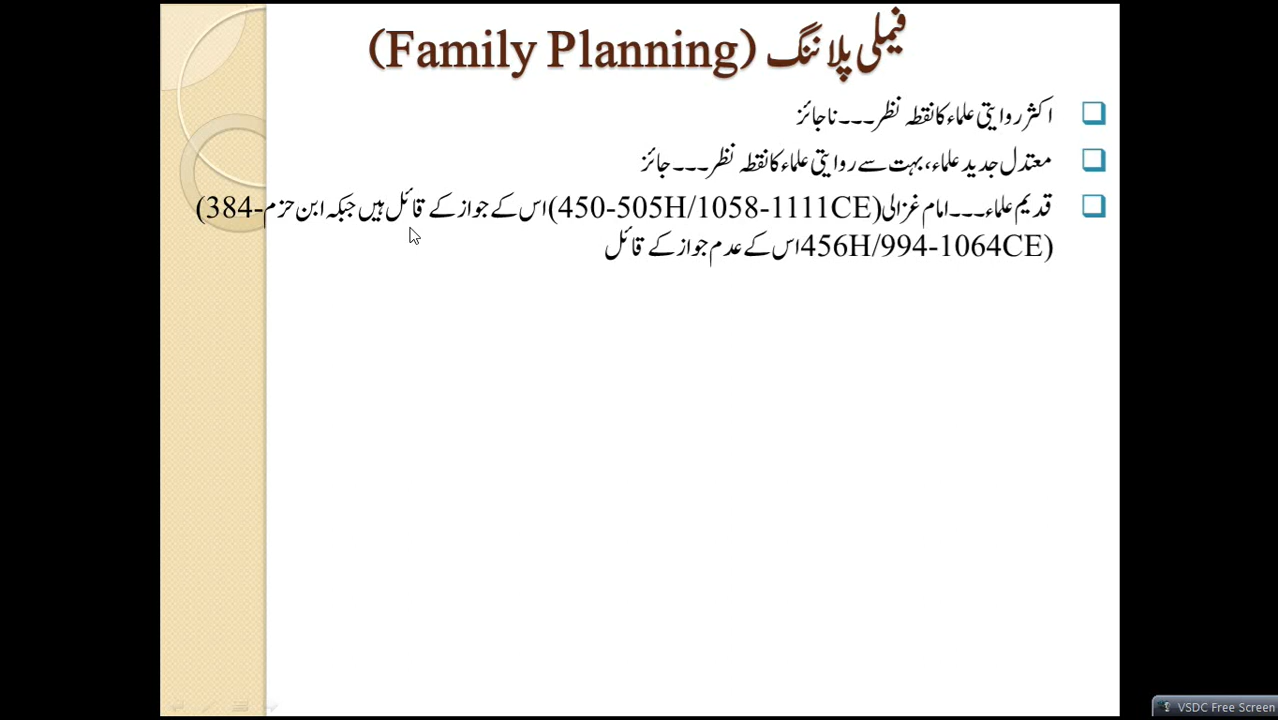 فیملی پلاننگ (Family Planning)
اکثر روایتی علماء کا نقطہ نظر۔۔۔ ناجائز
معتدل جدید علماء، بہت سے روایتی علماء کا نقطہ نظر۔۔۔ جائز
قدیم علماء۔۔۔ امام غزالی (450-505H/1058-1111CE) اس کے جواز کے قائل ہیں جبکہ ابن حزم (384-
456H/994-1064CE) اس کے عدم جواز کے قائل
VSDC Free Screen